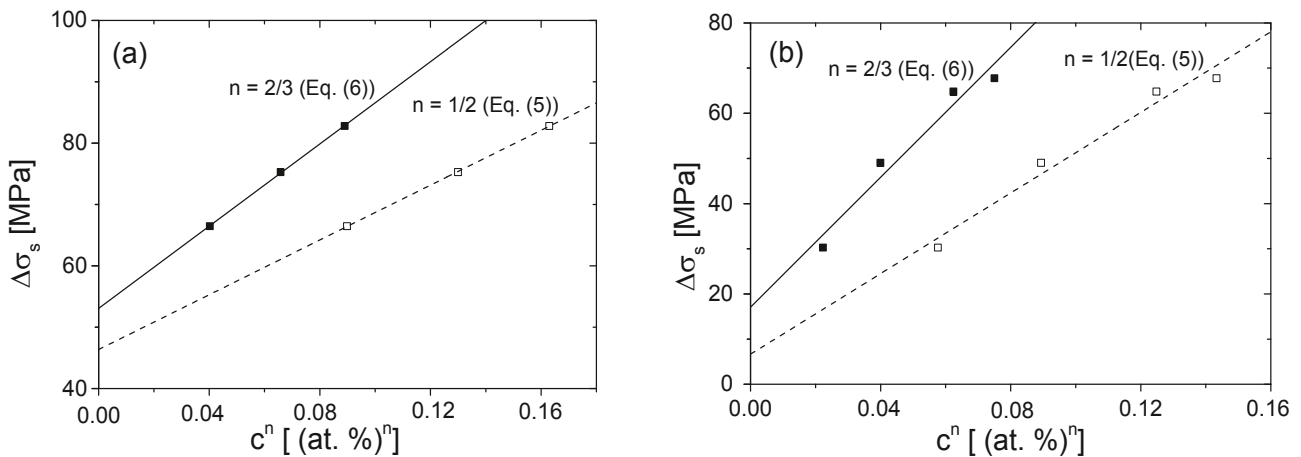 (a)
n = 2/3 (Eq. (6))
n = 1/2 (Eq. (5))
100
80
60
40
Δσs [MPa]
0.00 0.04 0.08 0.12 0.16
cⁿ [ (at. %)ⁿ]
(b)
n = 2/3 (Eq. (6))
n = 1/2(Eq. (5))
80
60
40
20
0
Δσs [MPa]
0.00 0.04 0.08 0.12 0.16
cⁿ [ (at. %)ⁿ]